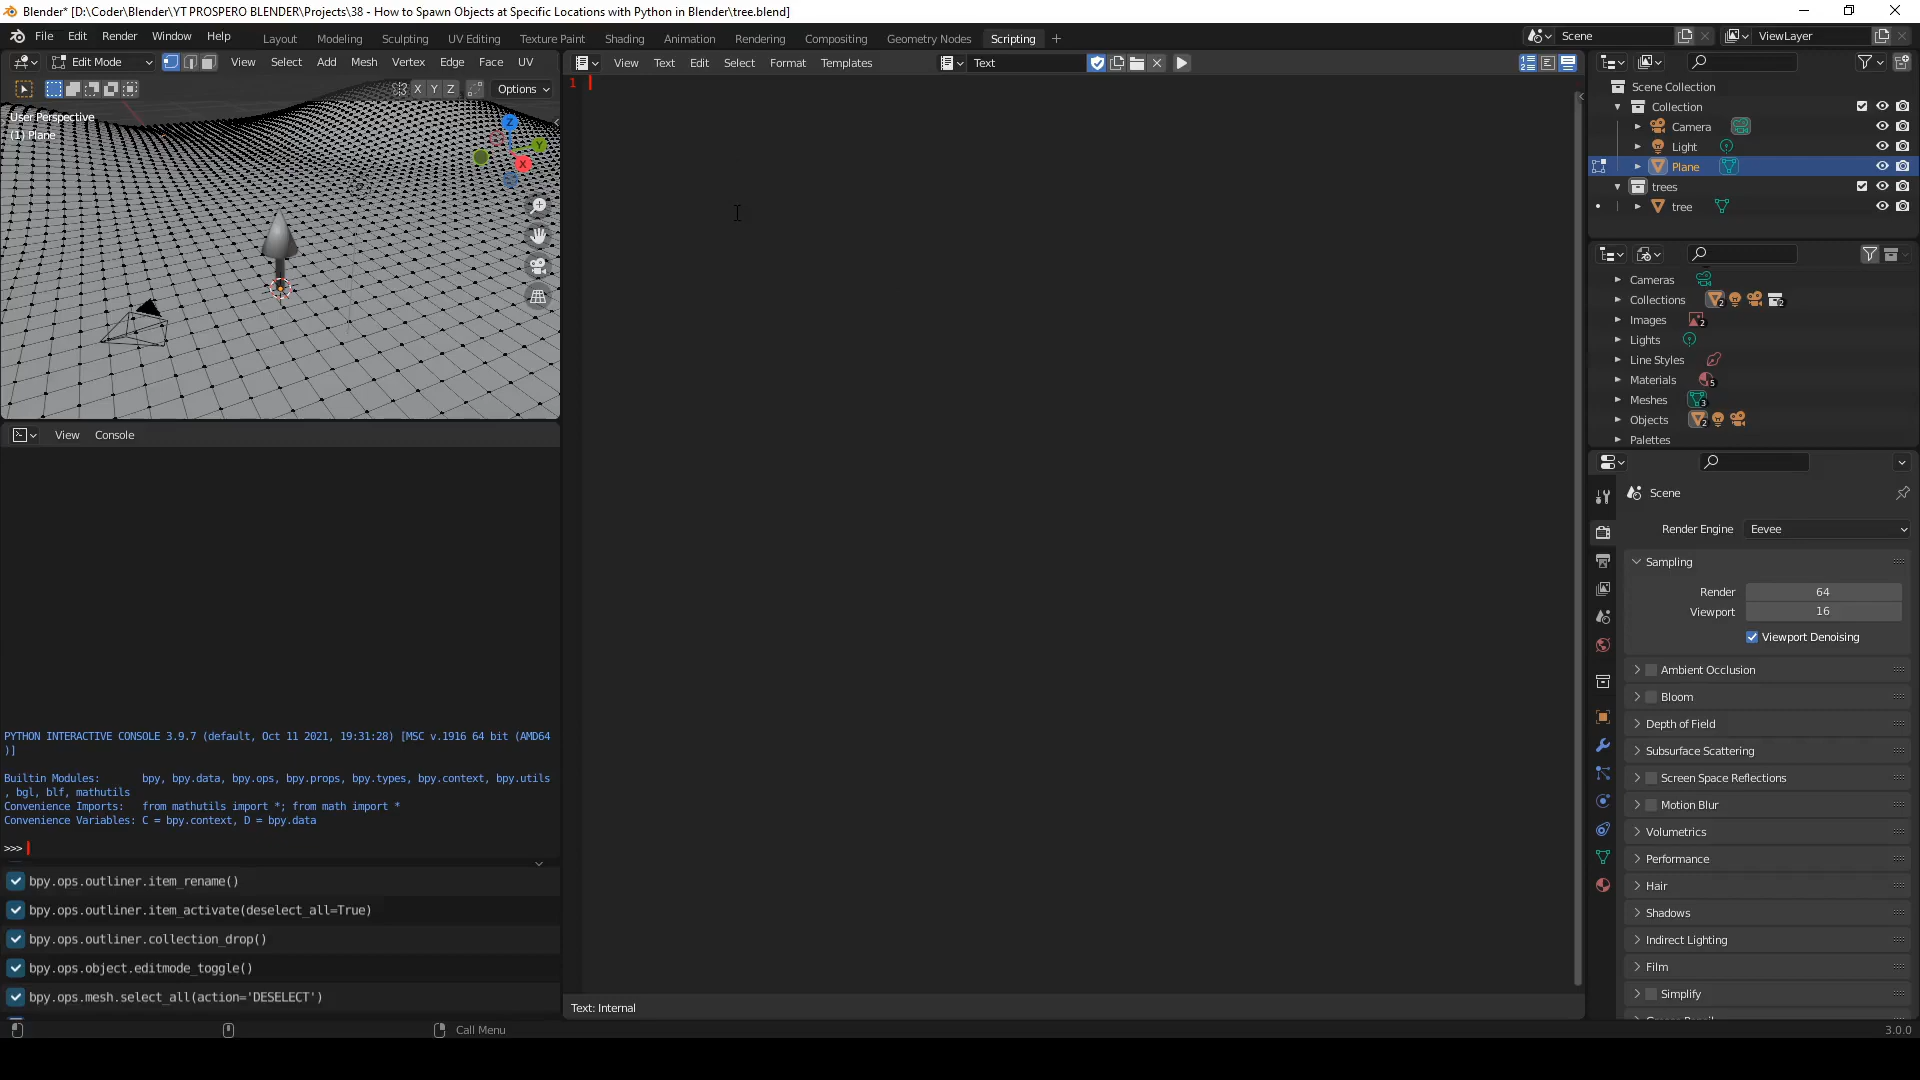 Blender* [D:\Coder\Blender\YT PROSPERO BLENDER\Projects\38 - How to Spawn Objects at Specific Locations with Python in Blender\tree.blend]
File Edit Render Window Help
Layout Modeling Sculpting UV Editing Texture Paint Shading Animation Rendering Compositing Geometry Nodes Scripting +
Scene
ViewLayer
Edit Mode View Select Add Mesh Vertex Edge Face UV
X Y Z Options
User Perspective
(1) Plane
Z
Y
X
View Text Edit Select Format Templates
Text
1
Scene Collection
Collection
Camera
Light
Plane
trees
tree
Cameras
Collections 2 2
Images 2
Lights
Line Styles
Materials 5
Meshes 3
Objects 2
Palettes
View Console
PYTHON INTERACTIVE CONSOLE 3.9.7 (default, Oct 11 2021, 19:31:28) [MSC v.1916 64 bit (AMD64
)]
Builtin Modules: bpy, bpy.data, bpy.ops, bpy.props, bpy.types, bpy.context, bpy.utils
, bgl, blf, mathutils
Convenience Imports: from mathutils import *; from math import *
Convenience Variables: C = bpy.context, D = bpy.data
>>>
bpy.ops.outliner.item_rename()
bpy.ops.outliner.item_activate(deselect_all=True)
bpy.ops.outliner.collection_drop()
bpy.ops.object.editmode_toggle()
bpy.ops.mesh.select_all(action='DESELECT')
Text: Internal
Scene
Render Engine Eevee
Sampling
Render 64
Viewport 16
Viewport Denoising
Ambient Occlusion
Bloom
Depth of Field
Subsurface Scattering
Screen Space Reflections
Motion Blur
Volumetrics
Performance
Hair
Shadows
Indirect Lighting
Film
Simplify
Call Menu
3.0.0